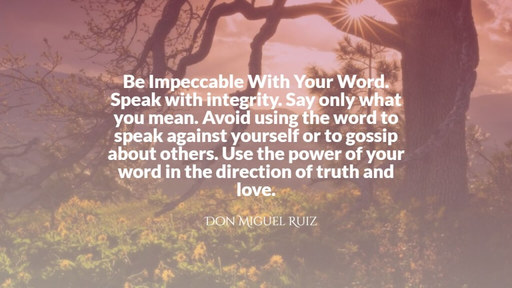 Be Impeccable With Your Word.
Speak with integrity. Say only what
you mean. Avoid using the word to
speak against yourself or to gossip
about others. Use the power of your
word in the direction of truth and
love.
Don Miguel Ruiz